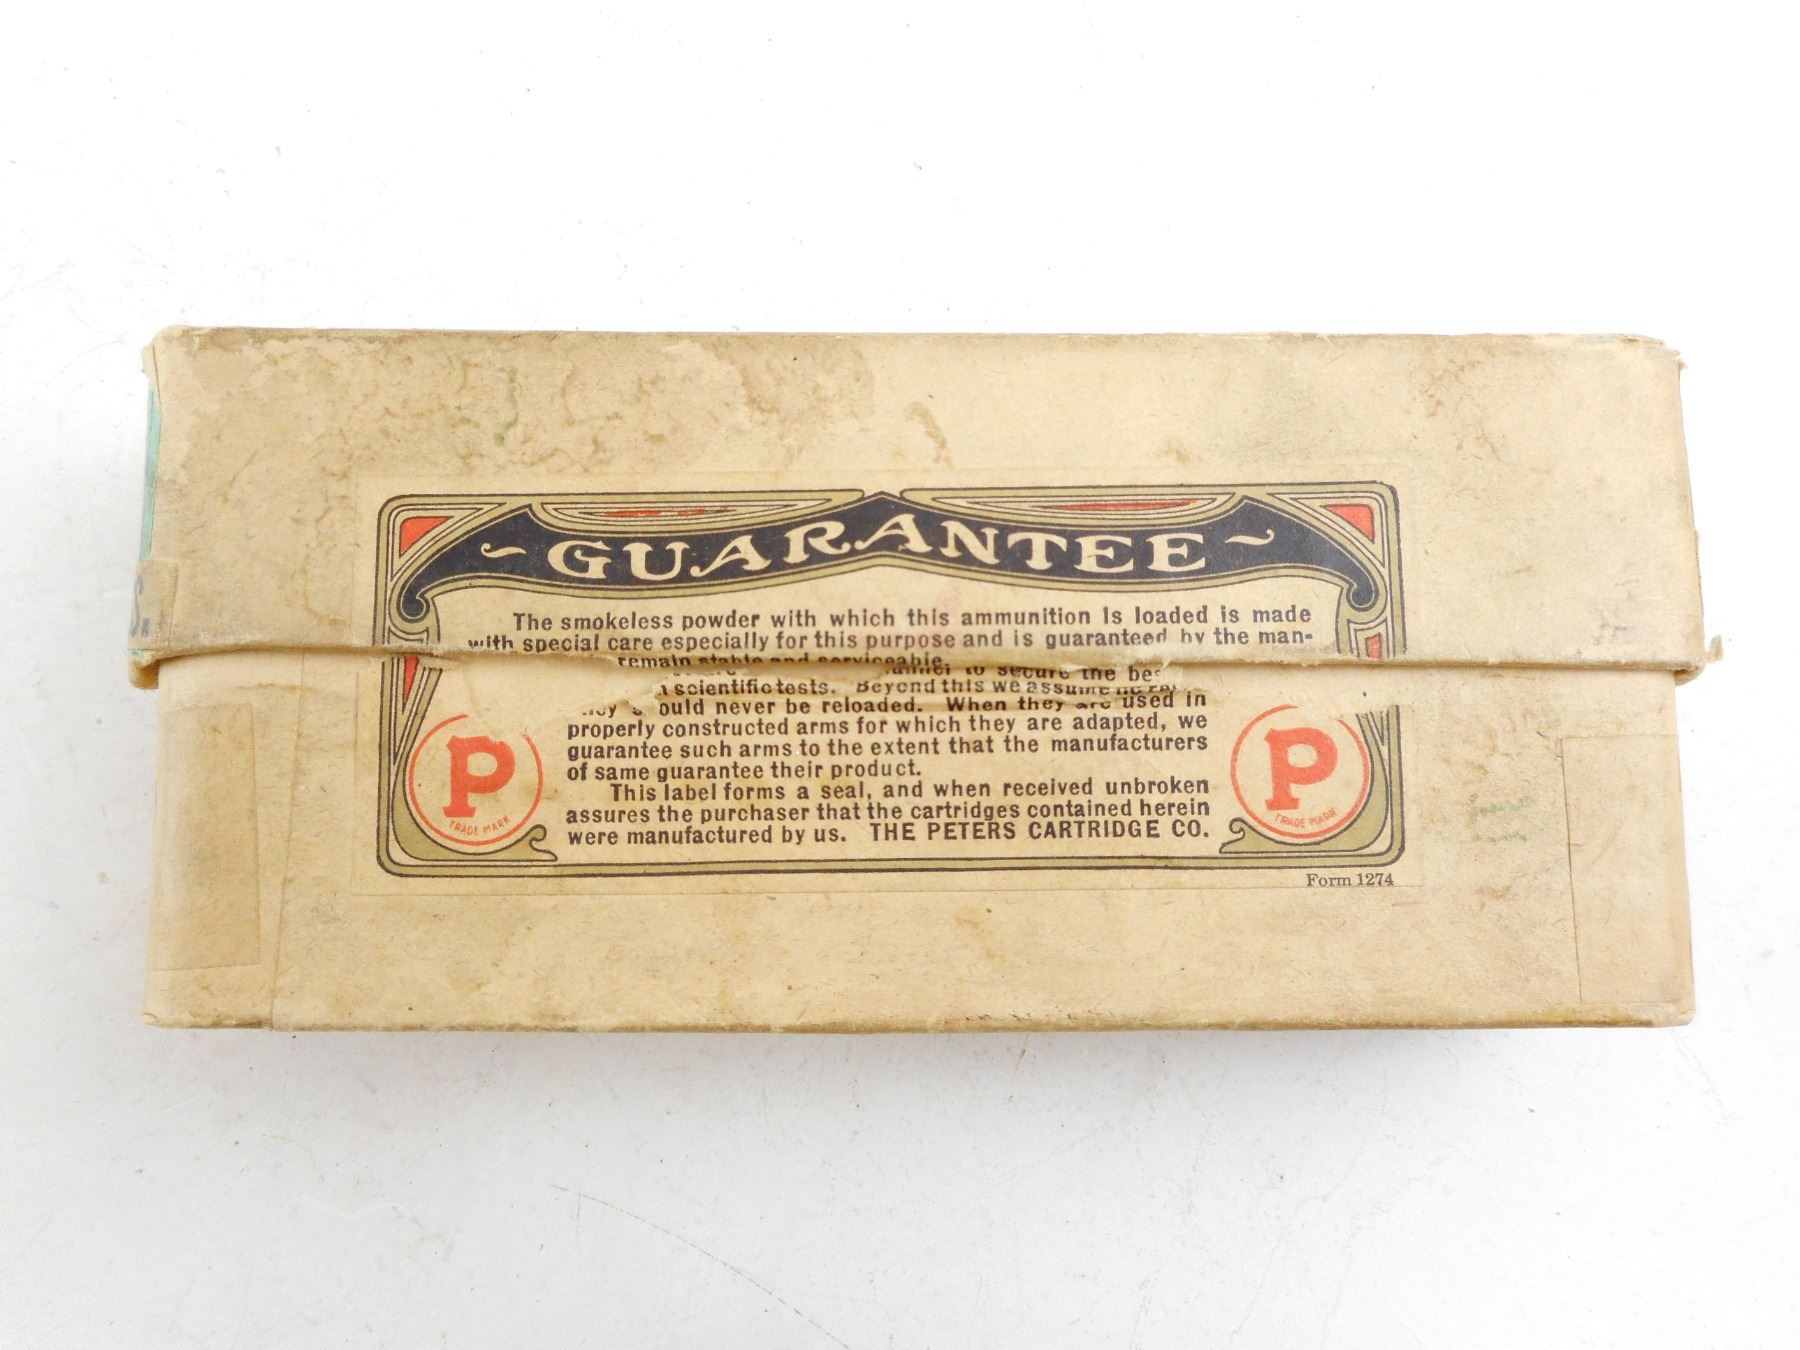 GUARANTEE
The smokeless powder with which this ammunition is loaded is made
with special care especially for this purpose and is guaranteed by the man-
remain stable and serviceable.
to secure the
scientific tests. Beyond this we assume
should never be reloaded. When they are used in
properly constructed arms for which they are adapted, we
guarantee such arms to the extent that the manufacturers
of same guarantee their product.
This label forms a seal, and when received unbroken
assures the purchaser that the cartridges contained herein
were manufactured by us. THE PETERS CARTRIDGE CO.
P
TRADE MARK
P
TRADE MARK
Form 1274